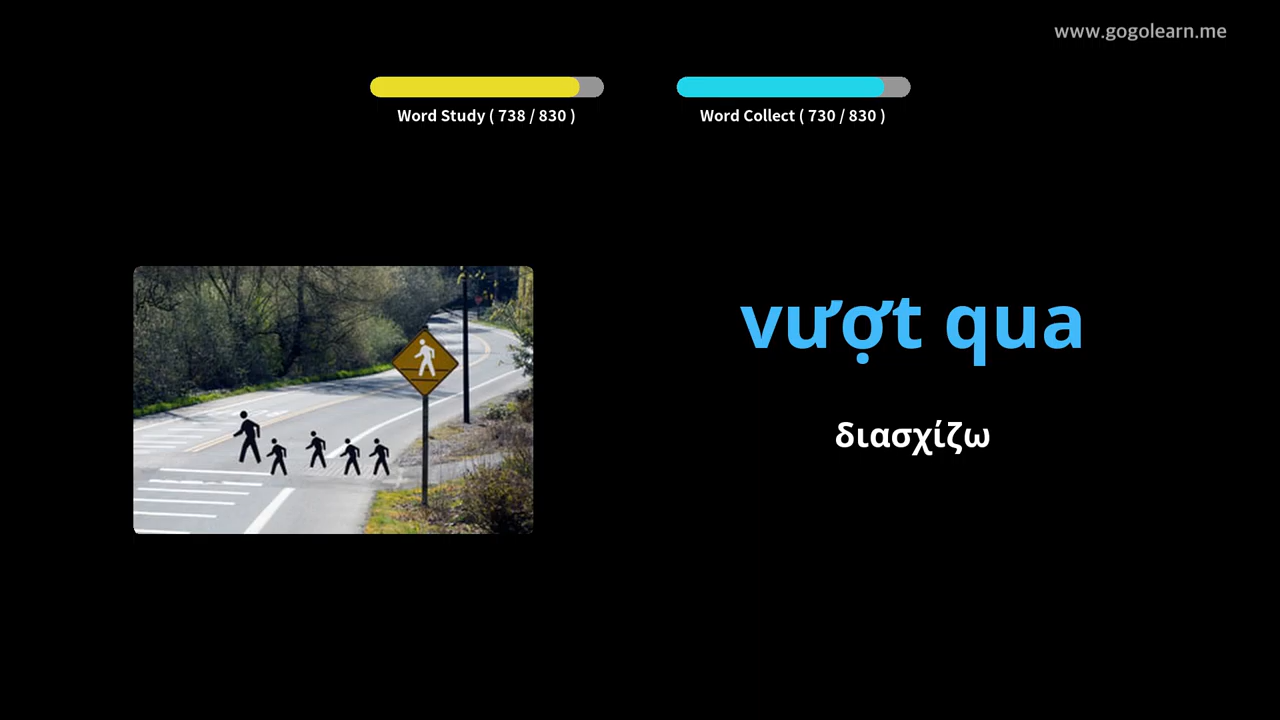 www.gogolearn.me
Word Study ( 738 / 830 )
Word Collect ( 730 / 830 )
vượt qua
διασχίζω